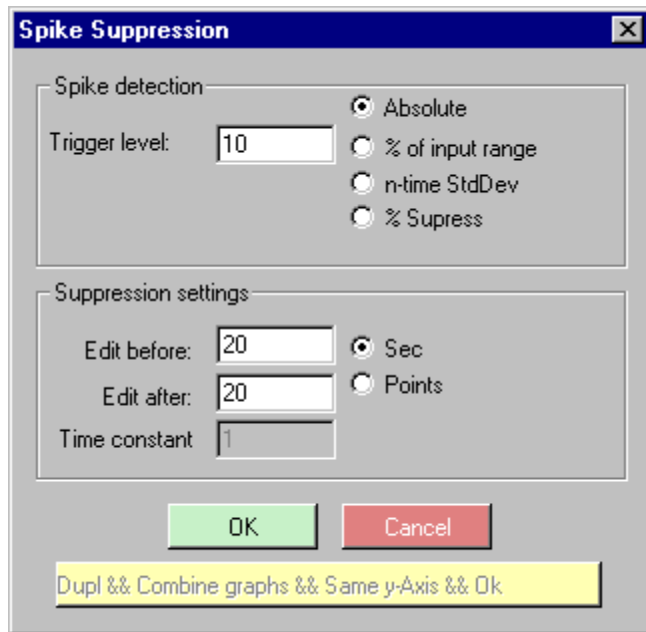 Spike Suppression
Spike detection
Trigger level: 10
Absolute
% of input range
n-time StdDev
% Supress
Suppression settings
Edit before: 20
Edit after: 20
Time constant 1
Sec
Points
OK Cancel
Dupl && Combine graphs && Same y-Axis && Ok